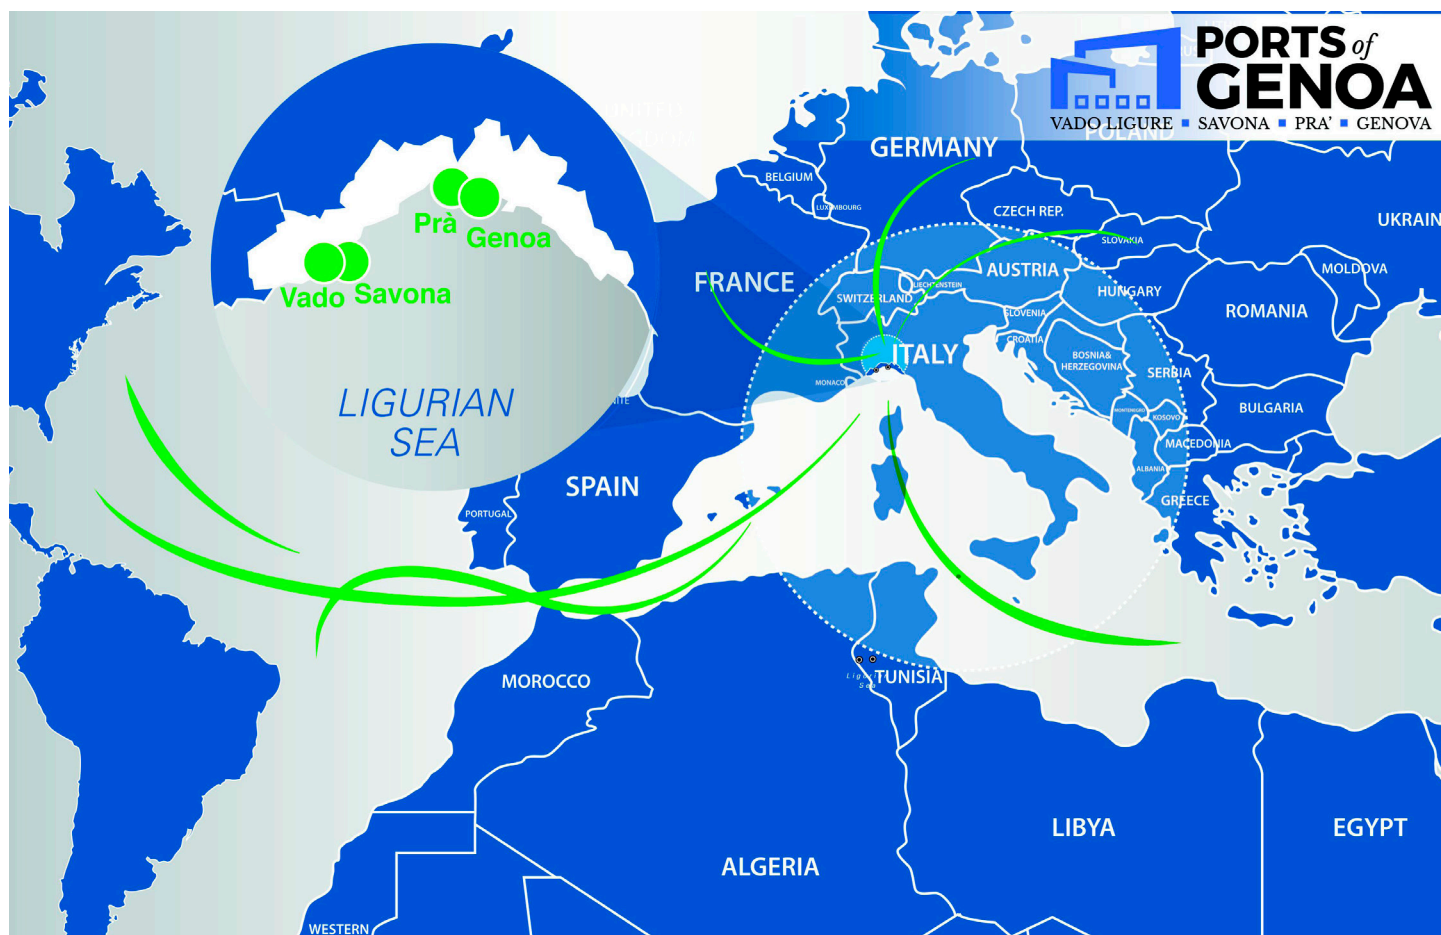 PORTS of
GENOA
VADO LIGURE ▪ SAVONA ▪ PRA' ▪ GENOVA
POLAND
GERMANY
BELGIUM
LUXEMBOURG
CZECH REP.
SLOVAKIA
UKRAIN
MOLDOVA
FRANCE
SWITZERLAND
LIECHTENSTEIN
AUSTRIA
HUNGARY
ROMANIA
SLOVENIA
CROATIA
ITALY
BOSNIA&
HERZEGOVINA
SERBIA
MONACO
BULGARIA
MONTENEGRO
KOSOVO
MACEDONIA
ALBANIA
GREECE
Prà
Genoa
Vado
Savona
LIGURIAN
SEA
SPAIN
PORTUGAL
MOROCCO
TUNISIA
ALGERIA
LIBYA
EGYPT
WESTERN